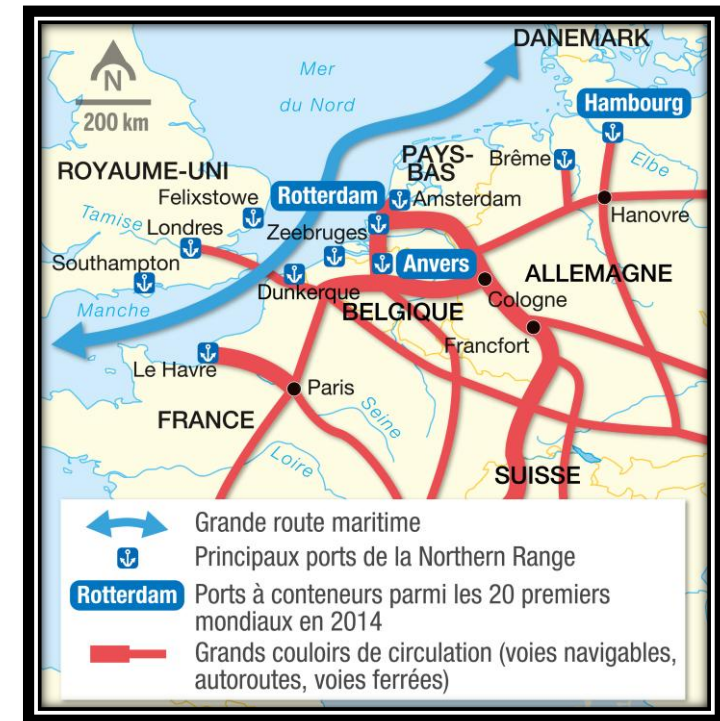 DANEMARK
N
Mer
du Nord
200 km
Hambourg
ROYAUME-UNI
PAYS-
BAS
Brême
Elbe
Felixstowe
Rotterdam
Amsterdam
Hanovre
Tamise
Londres
Zeebruges
Southampton
Anvers
ALLEMAGNE
Dunkerque
Cologne
Manche
BELGIQUE
Francfort
Le Havre
Paris
FRANCE
Seine
Loire
SUISSE
Grande route maritime
Principaux ports de la Northern Range
Rotterdam
Ports à conteneurs parmi les 20 premiers
mondiaux en 2014
Grands couloirs de circulation (voies navigables,
autoroutes, voies ferrées)